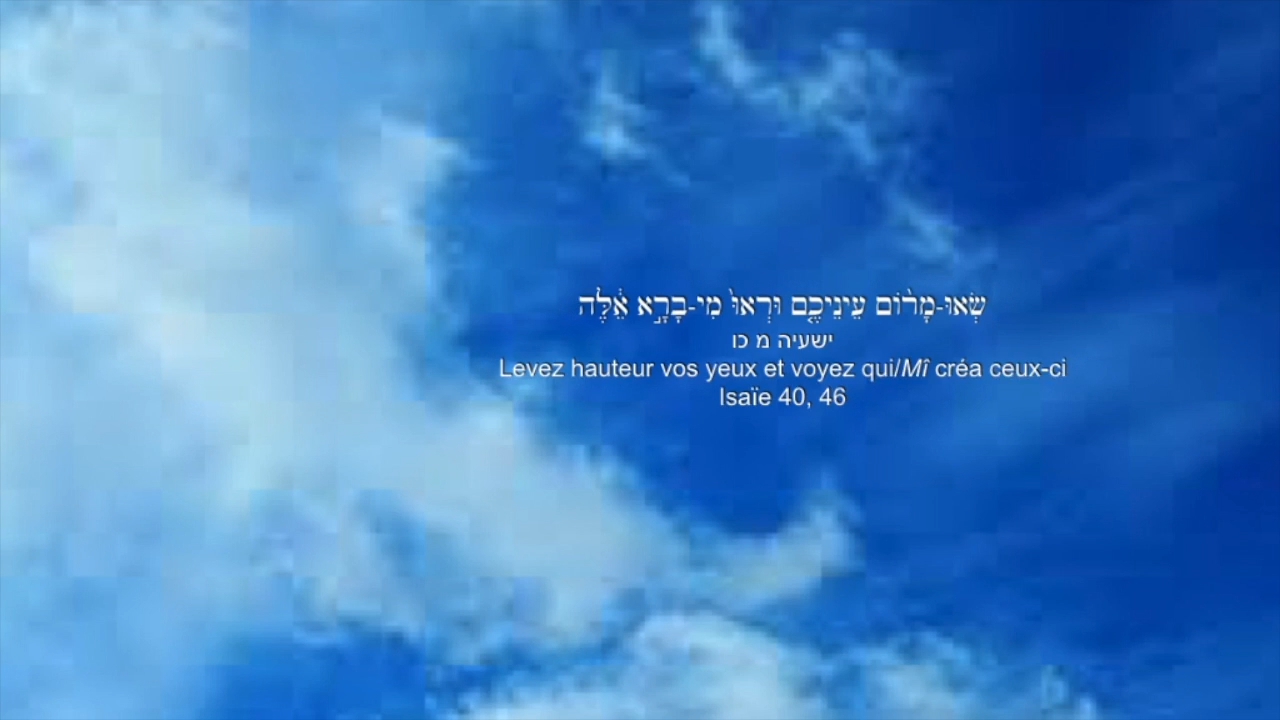 שְׂאוּ-מָר֨וֹם עֵינֵיכֶ֤ם וּרְאוּ֙ מִי-בָרָ֣א אֵ֔לֶּה
ישעיה מ כו
Levez hauteur vos yeux et voyez qui/Mî créa ceux-ci
Isaïe 40, 46